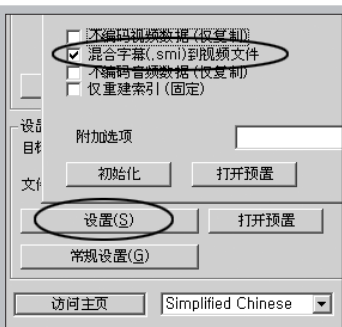 不编码视频数据(仅复制)
混合字幕(.smi)到视频文件
不编码音频数据(仅复制)
仅重建索引(固定)
附加选项
初始化 打开预置
设置(S) 打开预置
常规设置(G)
访问主页 Simplified Chinese